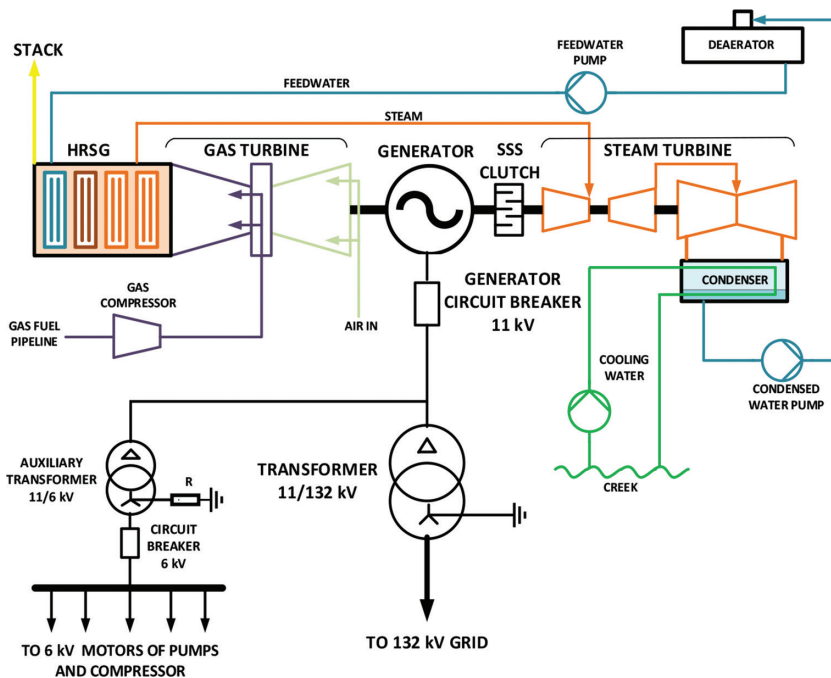 FEEDWATER
PUMP
DEAERATOR
STACK
FEEDWATER
STEAM
HRSG
GAS TURBINE
GENERATOR
SSS
CLUTCH
STEAM TURBINE
GAS
COMPRESSOR
GAS FUEL
PIPELINE
AIR IN
GENERATOR
CIRCUIT BREAKER
11 kV
CONDENSER
COOLING
WATER
CONDENSED
WATER PUMP
CREEK
AUXILIARY
TRANSFORMER
11/6 kV
R
TRANSFORMER
11/132 kV
CIRCUIT
BREAKER
6 kV
TO 6 kV MOTORS OF PUMPS
AND COMPRESSOR
TO 132 kV GRID